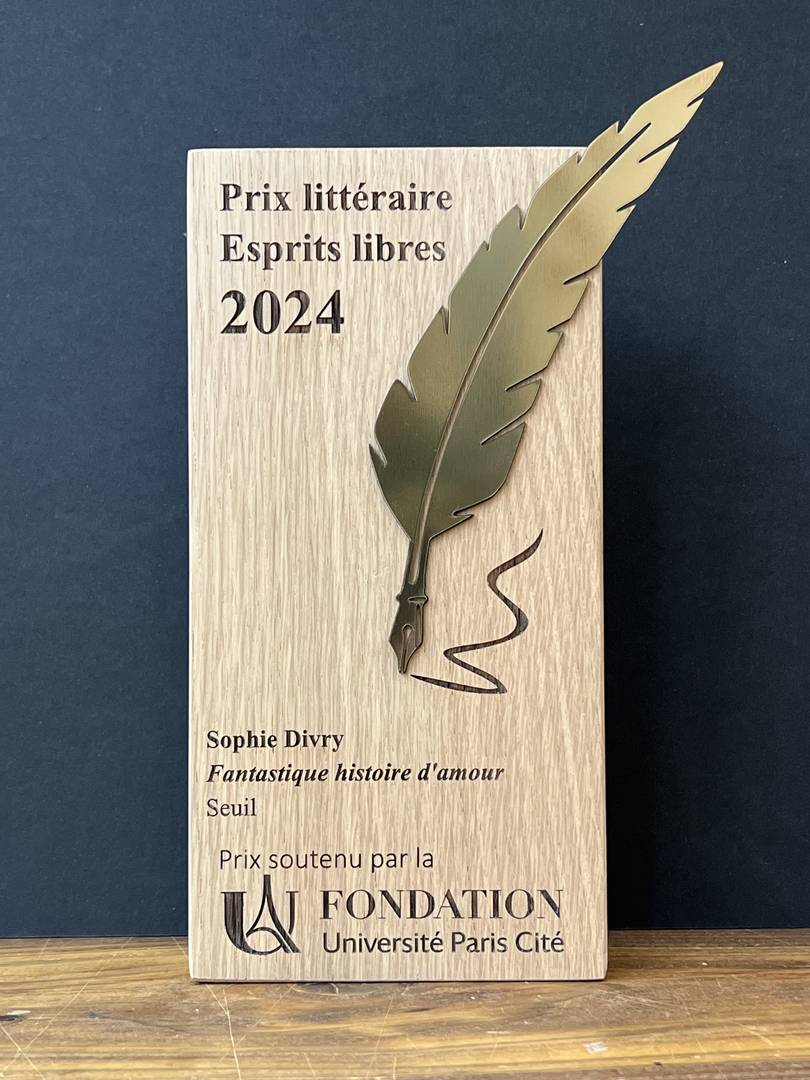 Prix littéraire
Esprits libres
2024
Sophie Divry
Fantastique histoire d'amour
Seuil
Prix soutenu par la
FONDATION
Université Paris Cité